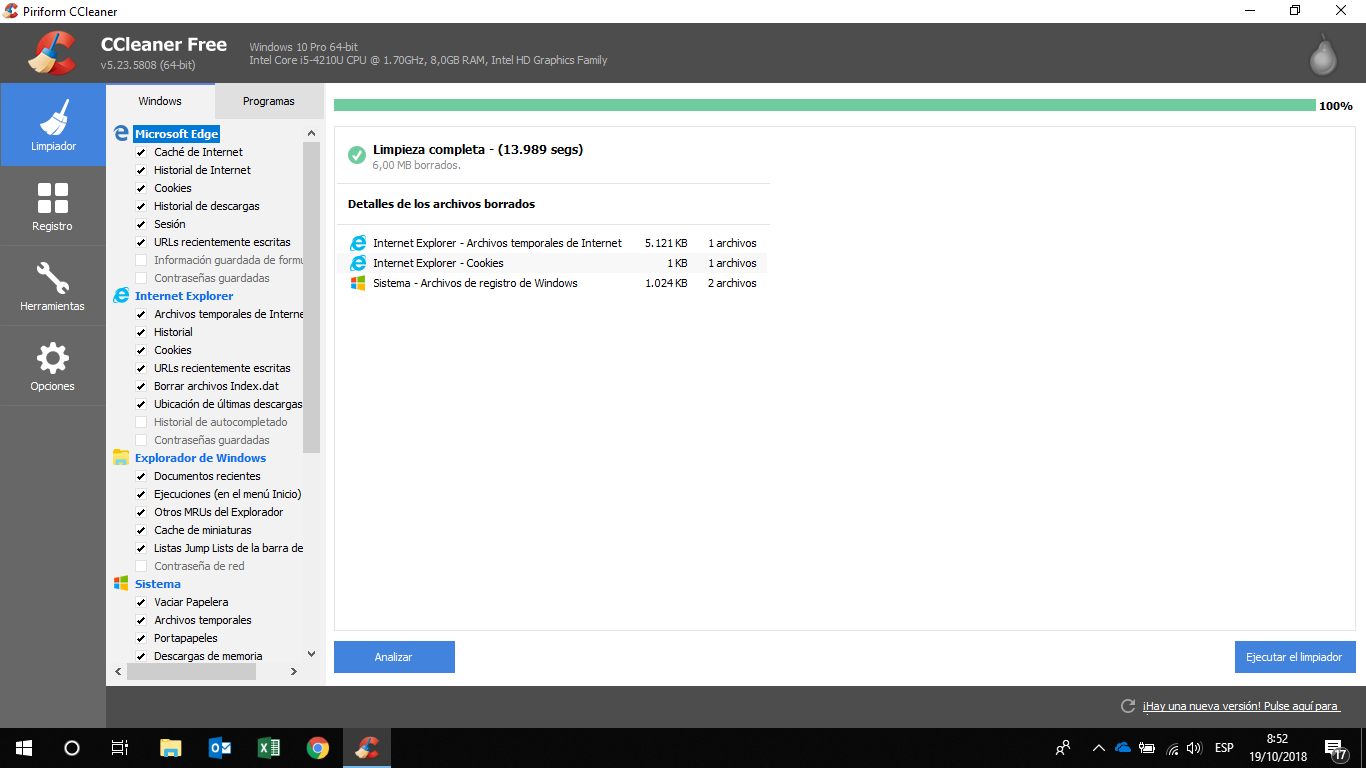 Piriform CCleaner
CCleaner Free
v5.23.5808 (64-bit)
Windows 10 Pro 64-bit
Intel Core i5-4210U CPU @ 1.70GHz, 8,0GB RAM, Intel HD Graphics Family
Limpiador
Registro
Herramientas
Opciones
Windows
Programas
Microsoft Edge
Caché de Internet
Historial de Internet
Cookies
Historial de descargas
Sesión
URLs recientemente escritas
Información guardada de formu
Contraseñas guardadas
Internet Explorer
Archivos temporales de Interne
Historial
Cookies
URLs recientemente escritas
Borrar archivos Index.dat
Ubicación de últimas descargas
Historial de autocompletado
Contraseñas guardadas
Explorador de Windows
Documentos recientes
Ejecuciones (en el menú Inicio)
Otros MRUs del Explorador
Cache de miniaturas
Listas Jump Lists de la barra de
Contraseña de red
Sistema
Vaciar Papelera
Archivos temporales
Portapapeles
Descargas de memoria
100%
Limpieza completa - (13.989 segs)
6,00 MB borrados.
Detalles de los archivos borrados
Internet Explorer - Archivos temporales de Internet 5.121 KB 1 archivos
Internet Explorer - Cookies 1 KB 1 archivos
Sistema - Archivos de registro de Windows 1.024 KB 2 archivos
Analizar
Ejecutar el limpiador
¡Hay una nueva versión! Pulse aquí para
ESP
8:52
19/10/2018
17